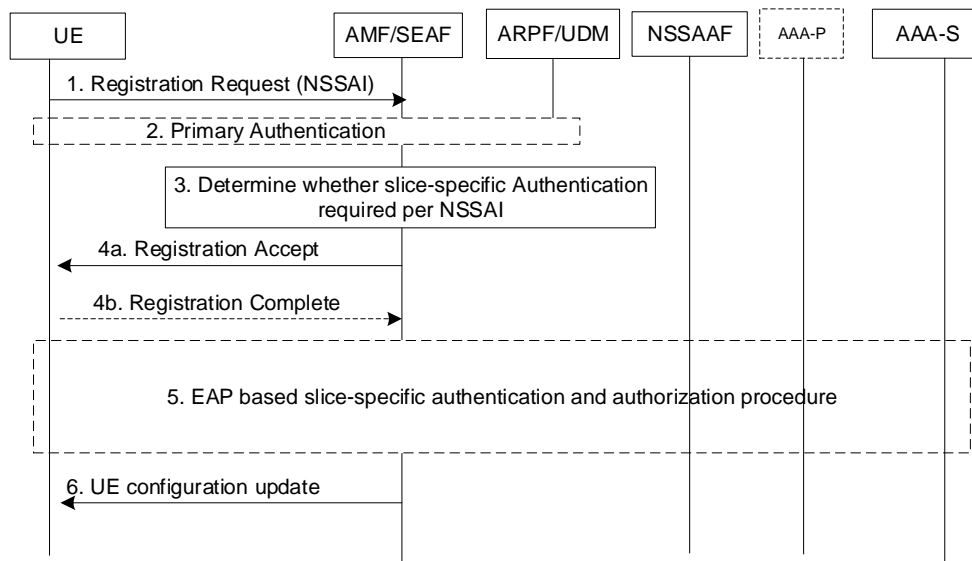 UE
AMF/SEAF
ARPF/UDM
NSSAAF
AAA-P
AAA-S
1. Registration Request (NSSAI)
2. Primary Authentication
3. Determine whether slice-specific Authentication
required per NSSAI
4a. Registration Accept
4b. Registration Complete
5. EAP based slice-specific authentication and authorization procedure
6. UE configuration update